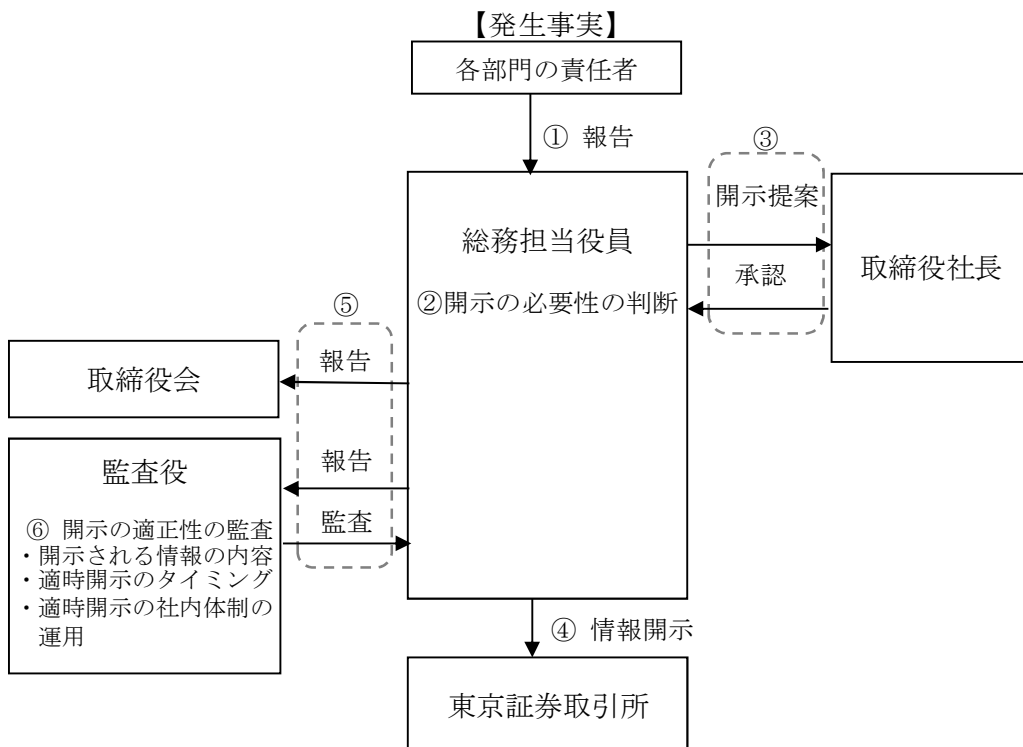 【発生事実】
各部門の責任者
① 報告
③
開示提案
総務担当役員
承認
取締役社長
②開示の必要性の判断
⑤
報告
取締役会
報告
監査役
監査
⑥ 開示の適正性の監査
・開示される情報の内容
・適時開示のタイミング
・適時開示の社内体制の
運用
④ 情報開示
東京証券取引所